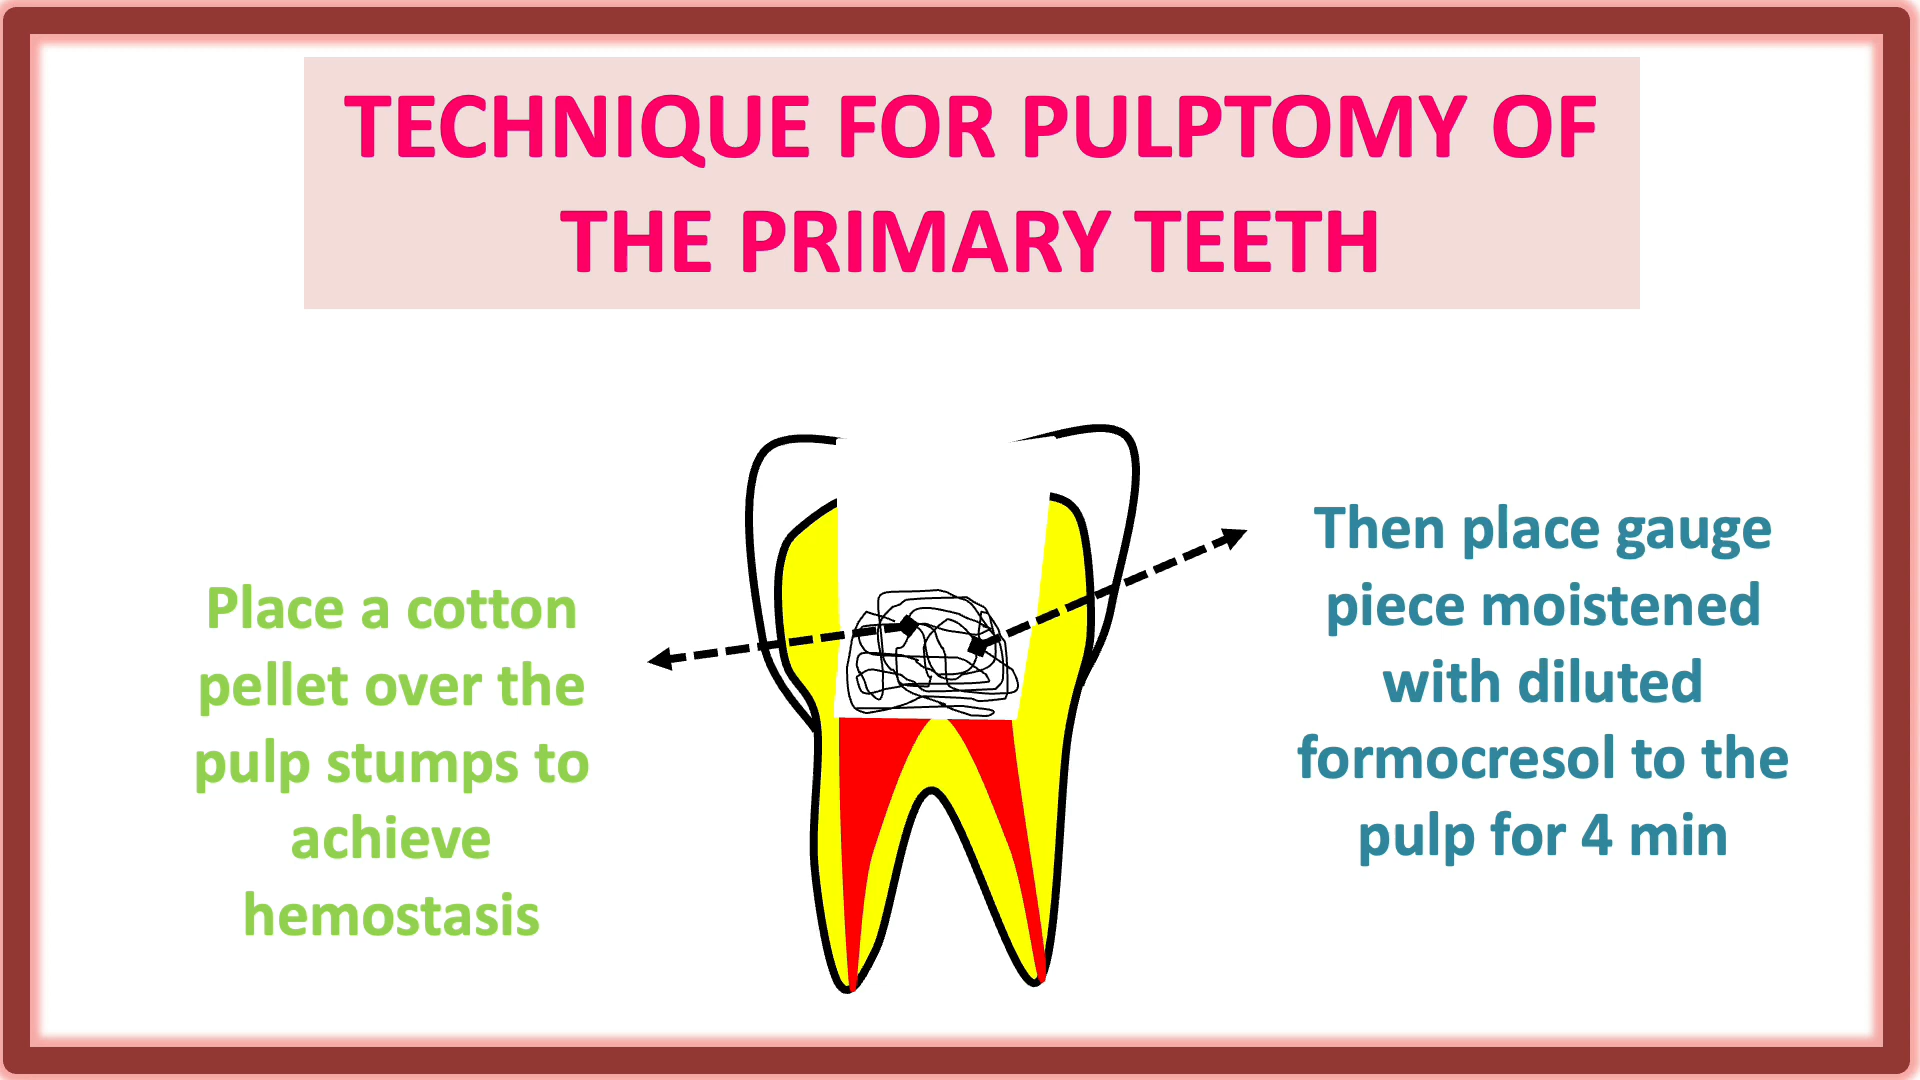 TECHNIQUE FOR PULPTOMY OF
THE PRIMARY TEETH
Place a cotton
pellet over the
pulp stumps to
achieve
hemostasis
Then place gauge
piece moistened
with diluted
formocresol to the
pulp for 4 min